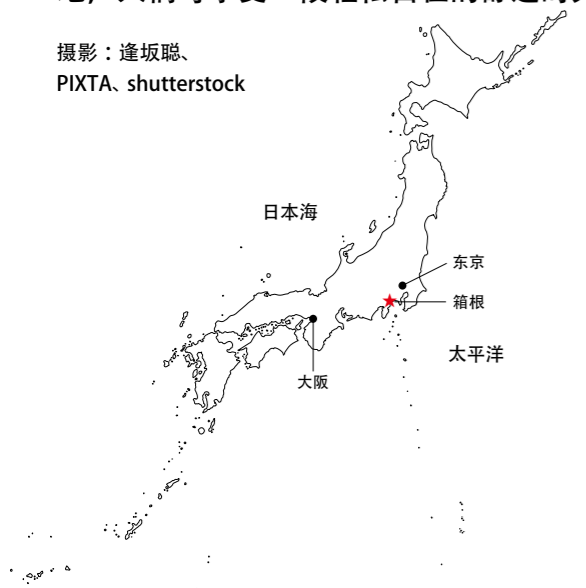 摄影：逢坂聪、
PIXTA、shutterstock
日本海
东京
箱根
太平洋
大阪